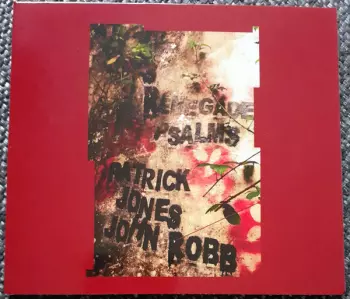 RENEGADE
PSALMS
PATRICK
JONES
JOHN ROBB